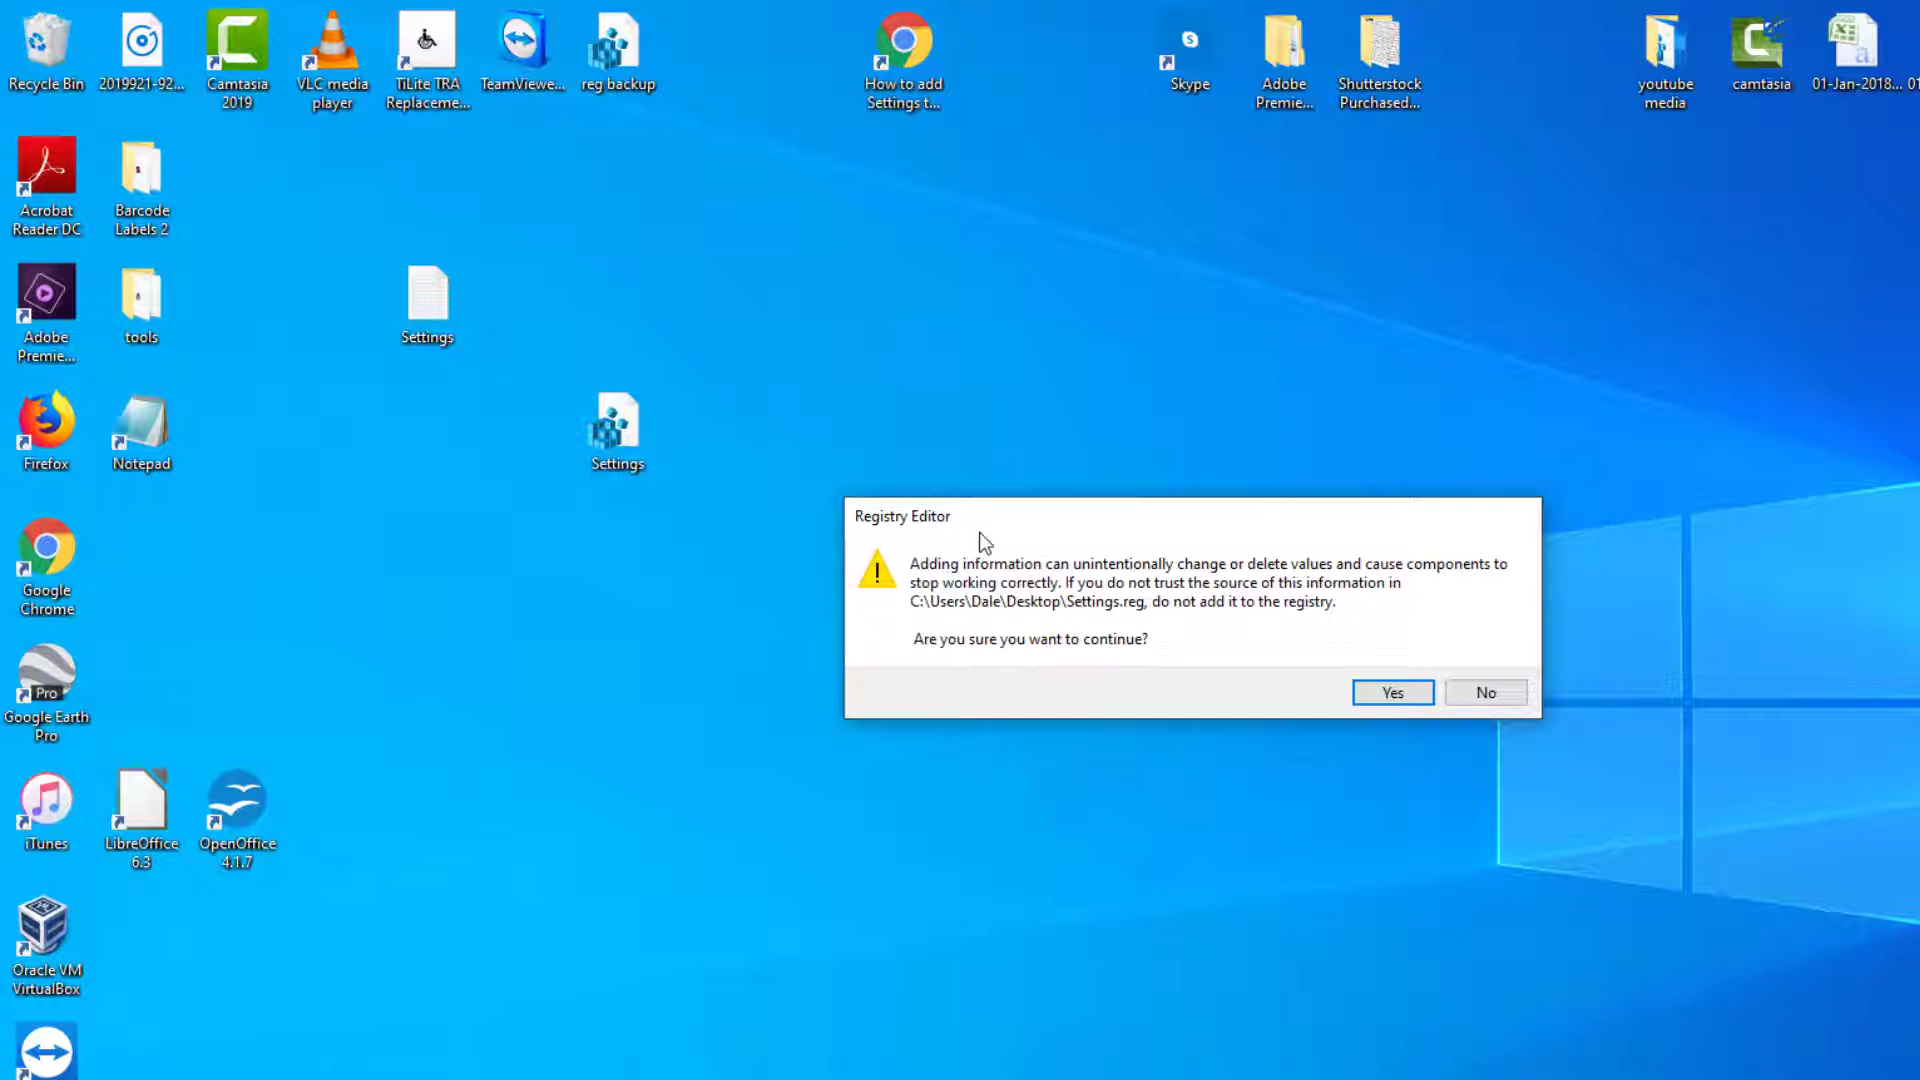 Recycle Bin
2019921-92...
Camtasia
2019
VLC media
player
TiLite TRA
Replaceme...
TeamViewe...
reg backup
How to add
Settings t...
Skype
Adobe
Premie...
Shutterstock
Purchased...
youtube
media
camtasia
01-Jan-2018...
01
Acrobat
Reader DC
Barcode
Labels 2
Adobe
Premie...
tools
Settings
Firefox
Notepad
Settings
Registry Editor
Adding information can unintentionally change or delete values and cause components to
stop working correctly. If you do not trust the source of this information in
C:\Users\Dale\Desktop\Settings.reg, do not add it to the registry.
Are you sure you want to continue?
Yes
No
Google
Chrome
Pro
Google Earth
Pro
iTunes
LibreOffice
6.3
OpenOffice
4.1.7
Oracle VM
VirtualBox